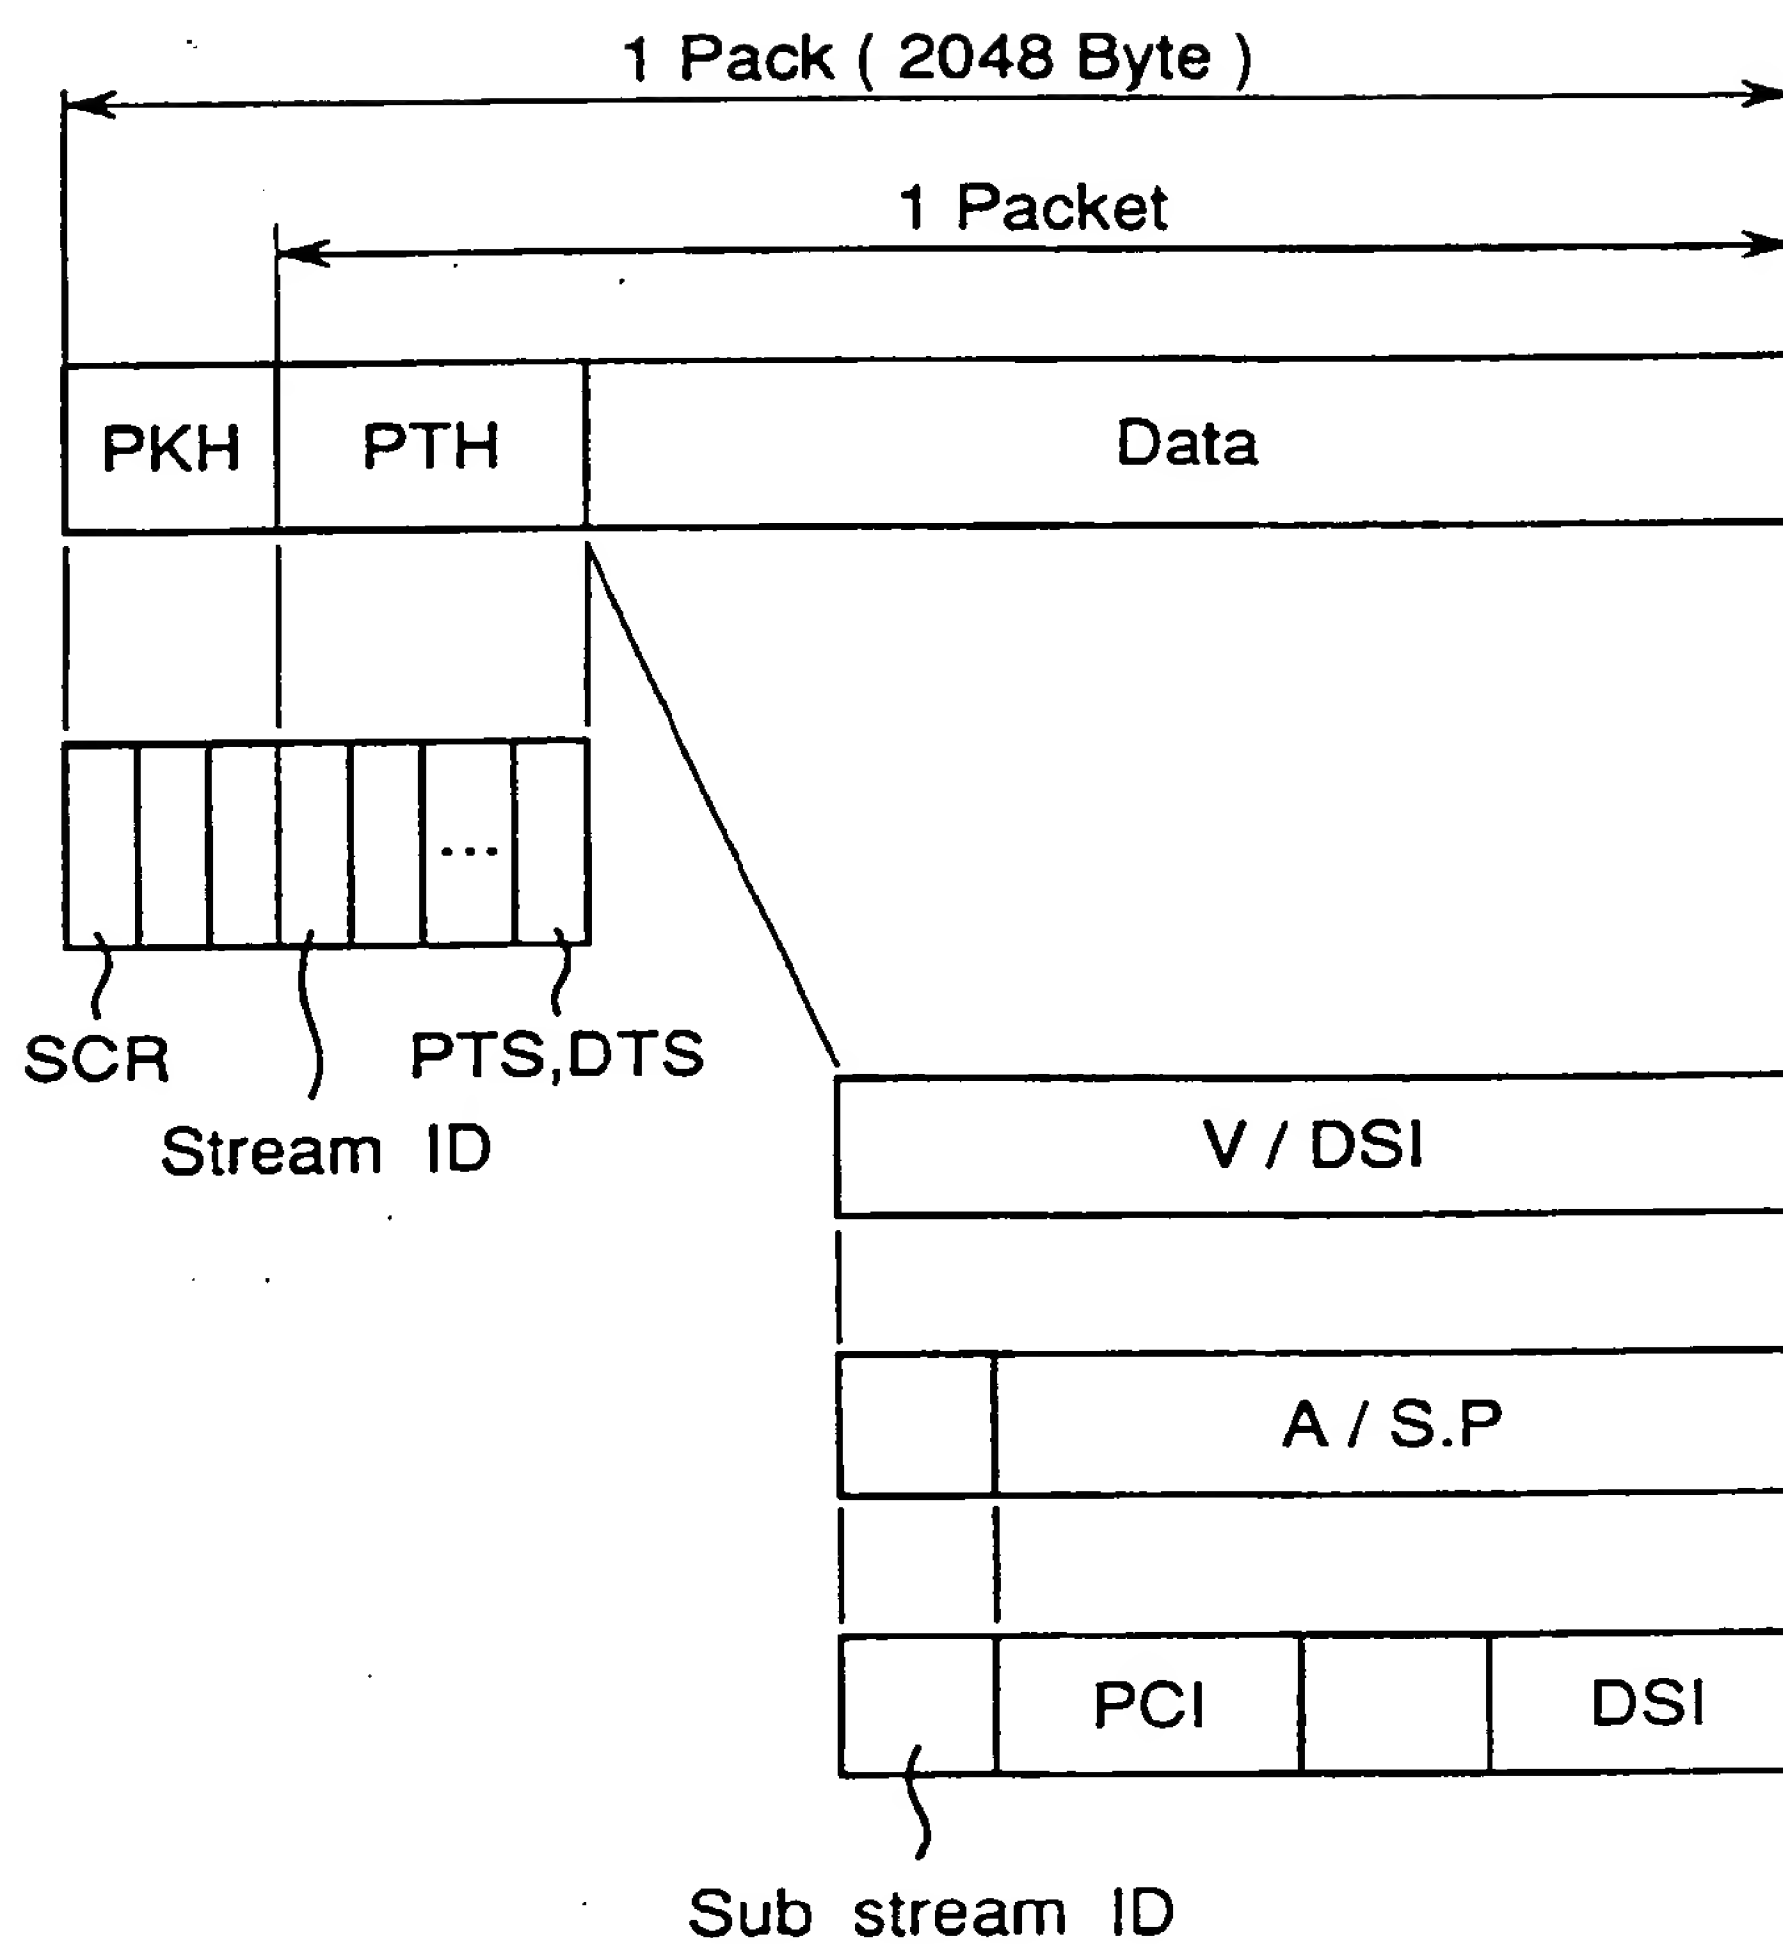 1 Pack ( 2048 Byte )
1 Packet
PKH PTH Data
...
SCR PTS,DTS
Stream ID
V / DSI
A / S.P
PCI DSI
Sub stream ID